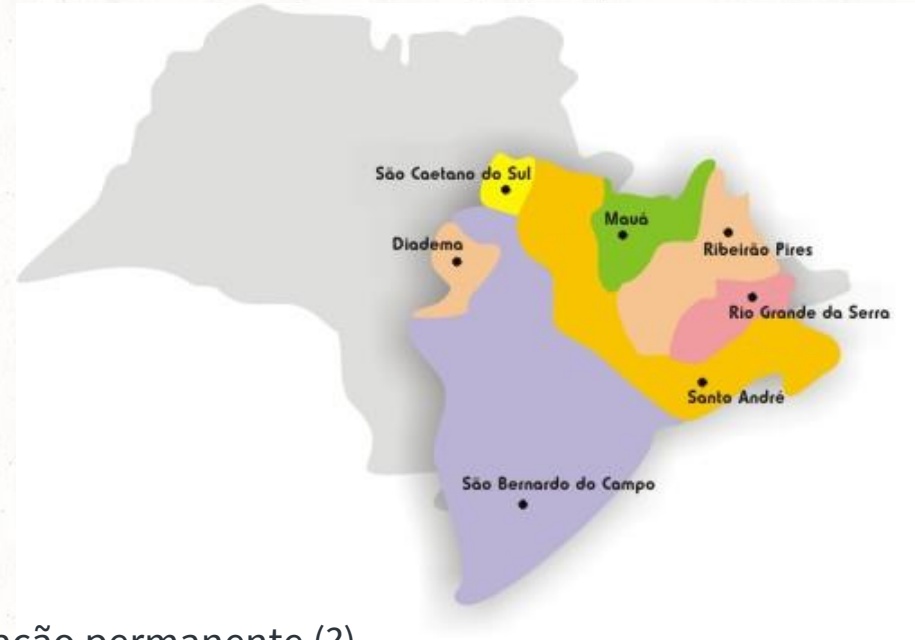 São Caetano do Sul
Mauá
Diadema
Ribeirão Pires
Rio Grande da Serra
Santo André
São Bernardo do Campo
permanente (2)